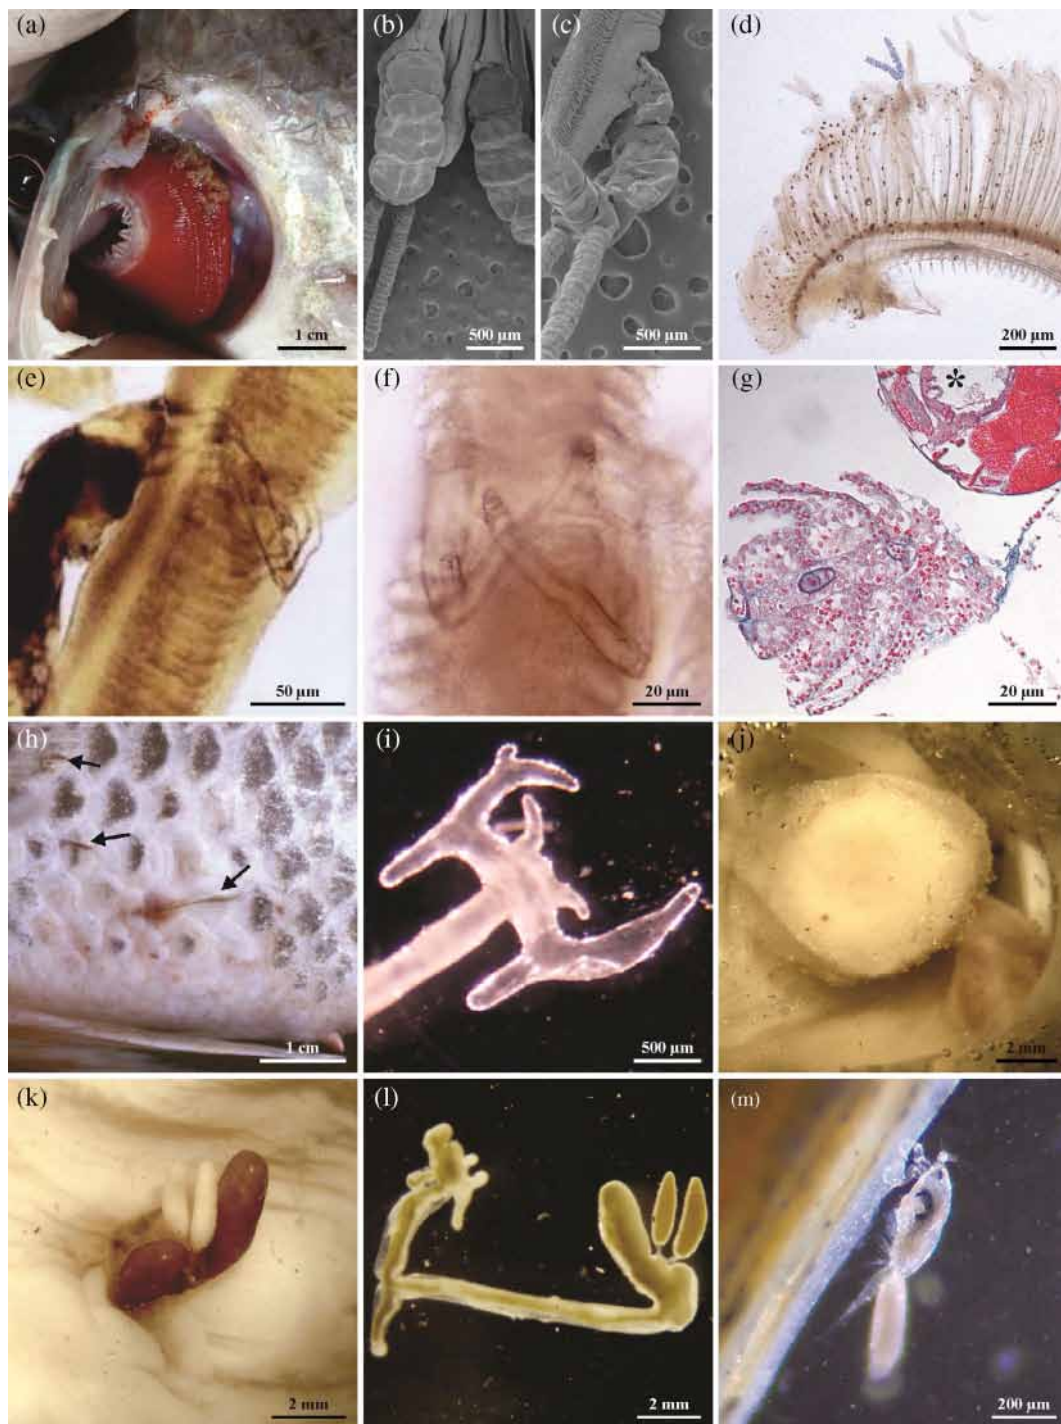 (a) (b) (c) (d)
1 cm 500 µm 500 µm 200 µm
(e) (f) (g)
*
50 µm 20 µm 20 µm
(h) (i) (j)
1 cm 500 µm 2 mm
(k) (l) (m)
2 mm 2 mm 200 µm